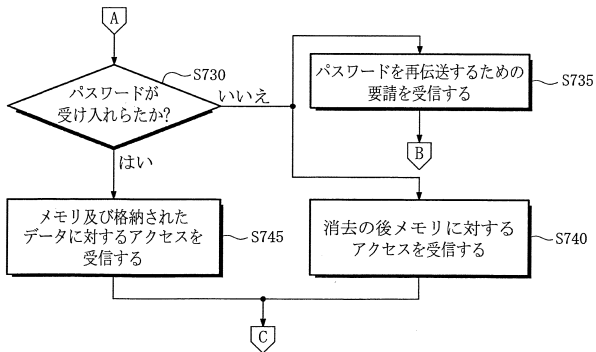 A
S730
パスワードが
受け入れらたか?
いいえ
はい
パスワードを再伝送するための
要請を受信する
S735
B
メモリ及び格納された
データに対するアクセスを
受信する
S745
消去の後メモリに対する
アクセスを受信する
S740
C